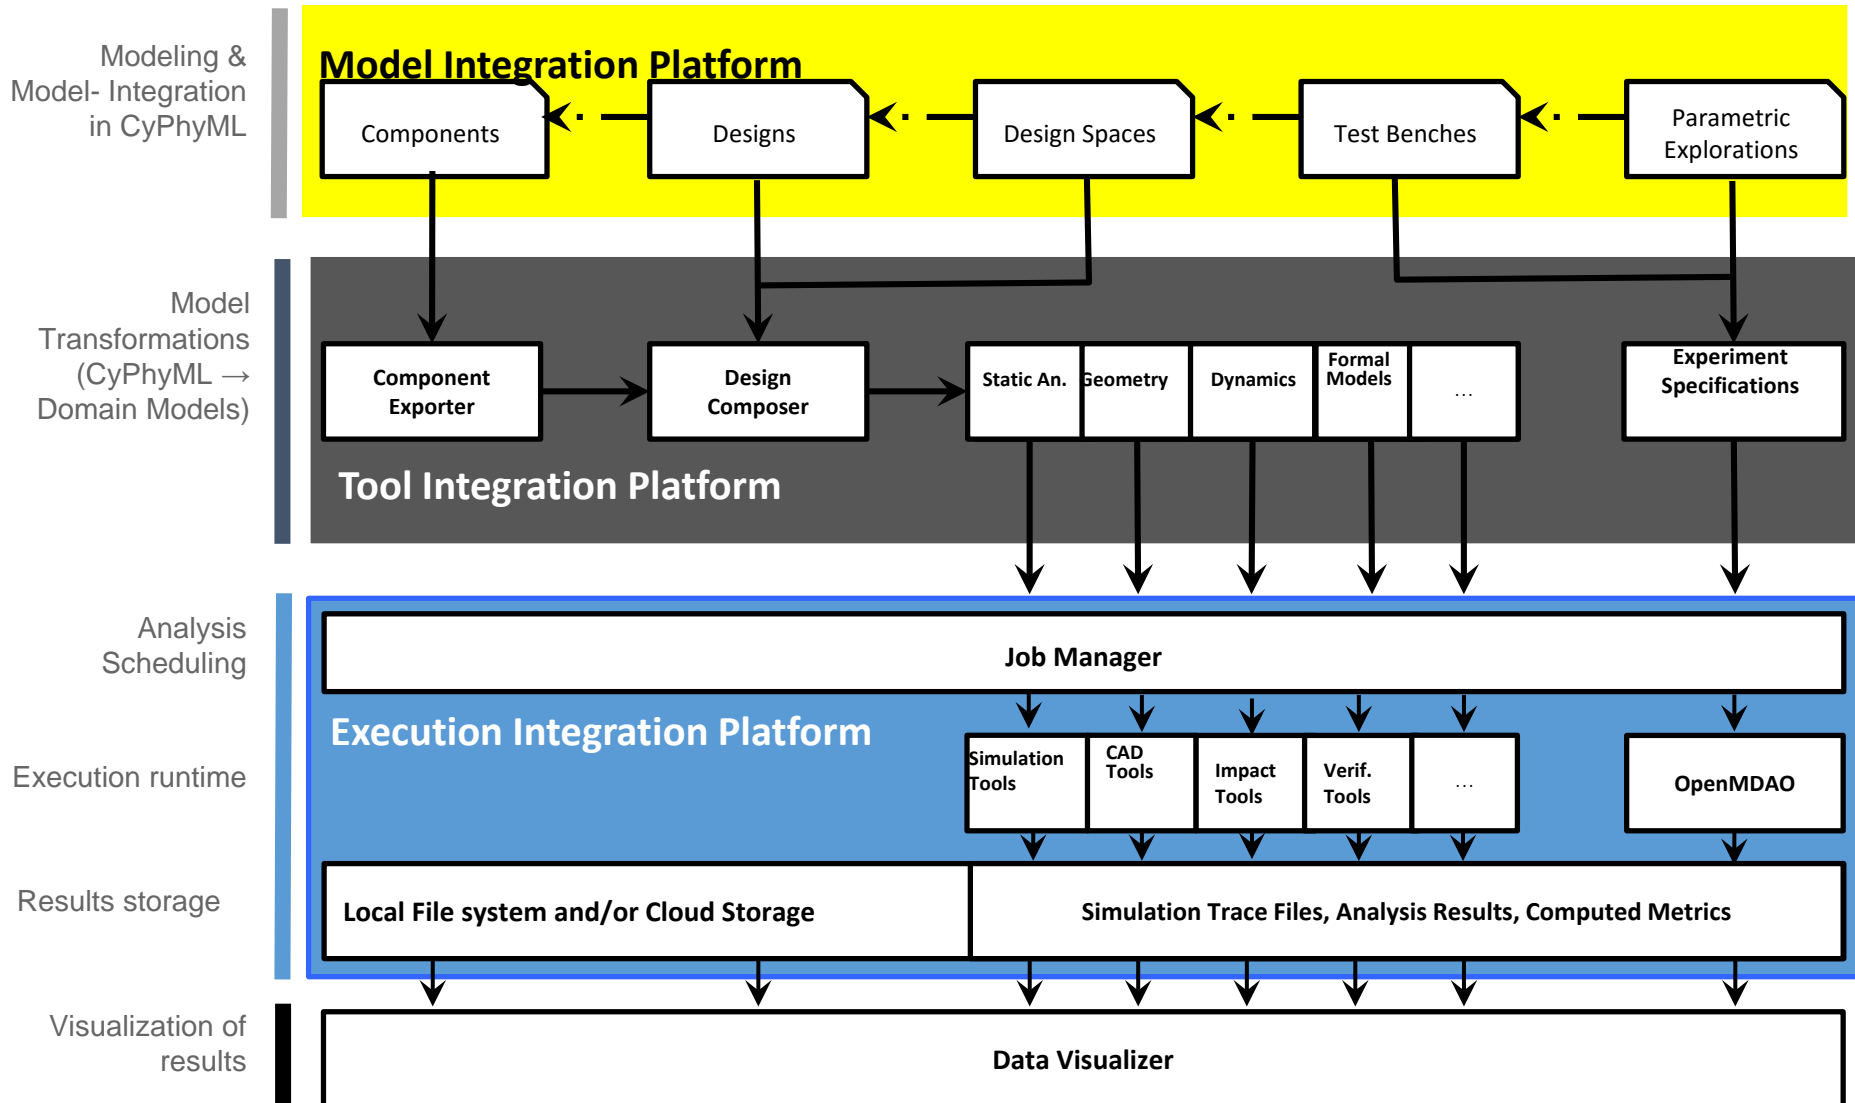 Modeling &
Model- Integration
in CyPhyML
Model Integration Platform
Components
Designs
Design Spaces
Test Benches
Parametric
Explorations
Model
Transformations
(CyPhyML →
Domain Models)
Component
Exporter
Design
Composer
Static An.
Geometry
Dynamics
Formal
Models
...
Experiment
Specifications
Tool Integration Platform
Analysis
Scheduling
Job Manager
Execution Integration Platform
Execution runtime
Simulation
Tools
CAD
Tools
Impact
Tools
Verif.
Tools
...
OpenMDAO
Results storage
Local File system and/or Cloud Storage
Simulation Trace Files, Analysis Results, Computed Metrics
Visualization of
results
Data Visualizer